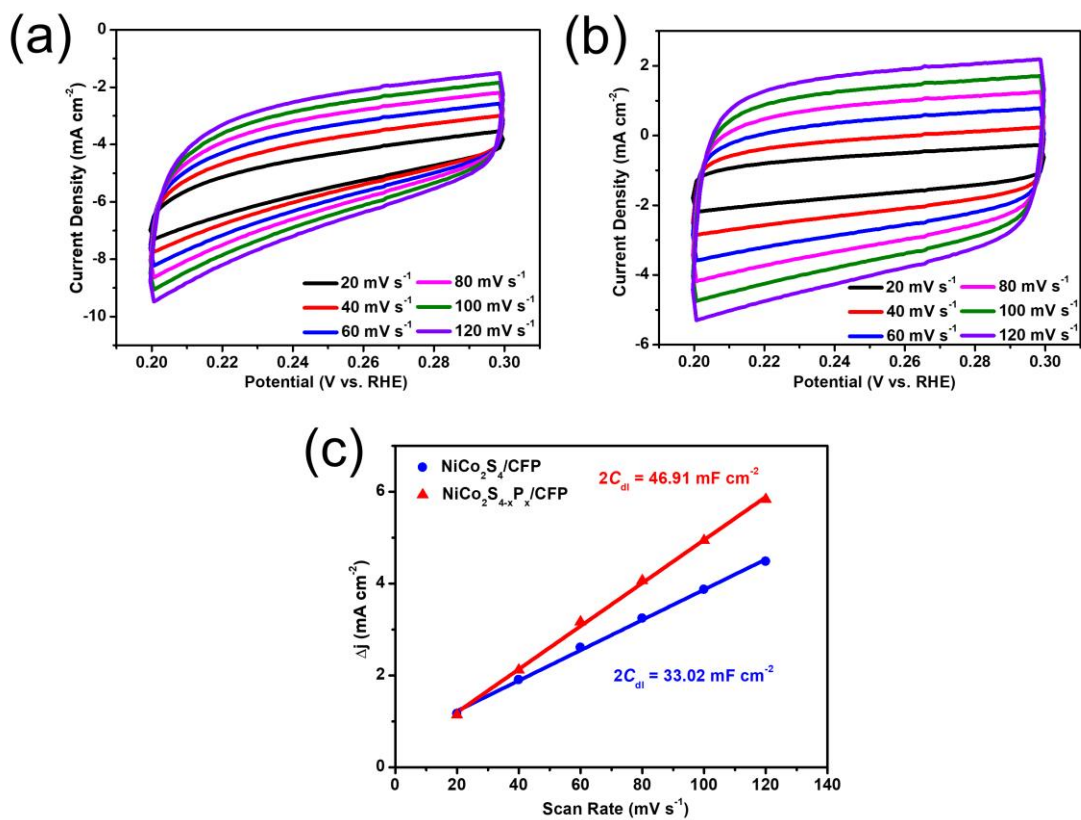 (a)
0
-2
-4
-6
-8
-10
Current Density (mA cm⁻²)
20 mV s⁻¹ 80 mV s⁻¹
40 mV s⁻¹ 100 mV s⁻¹
60 mV s⁻¹ 120 mV s⁻¹
0.20 0.22 0.24 0.26 0.28 0.30
Potential (V vs. RHE)
(b)
2
0
-2
-4
-6
Current Density (mA cm⁻²)
20 mV s⁻¹ 80 mV s⁻¹
40 mV s⁻¹ 100 mV s⁻¹
60 mV s⁻¹ 120 mV s⁻¹
0.20 0.22 0.24 0.26 0.28 0.30
Potential (V vs. RHE)
(c)
NiCo₂S₄/CFP
NiCo₂S₄₋ₓPₓ/CFP
2C_dl = 46.91 mF cm⁻²
2C_dl = 33.02 mF cm⁻²
6
4
2
0
Δj (mA cm⁻²)
0 20 40 60 80 100 120 140
Scan Rate (mV s⁻¹)